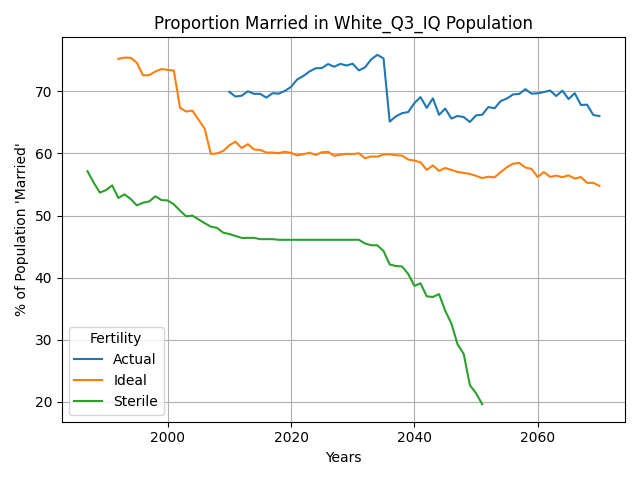 Proportion Married in White_Q3_IQ Population
% of Population 'Married'
70
60
50
40
30
20
Fertility
Actual
Ideal
Sterile
2000 2020 2040 2060
Years